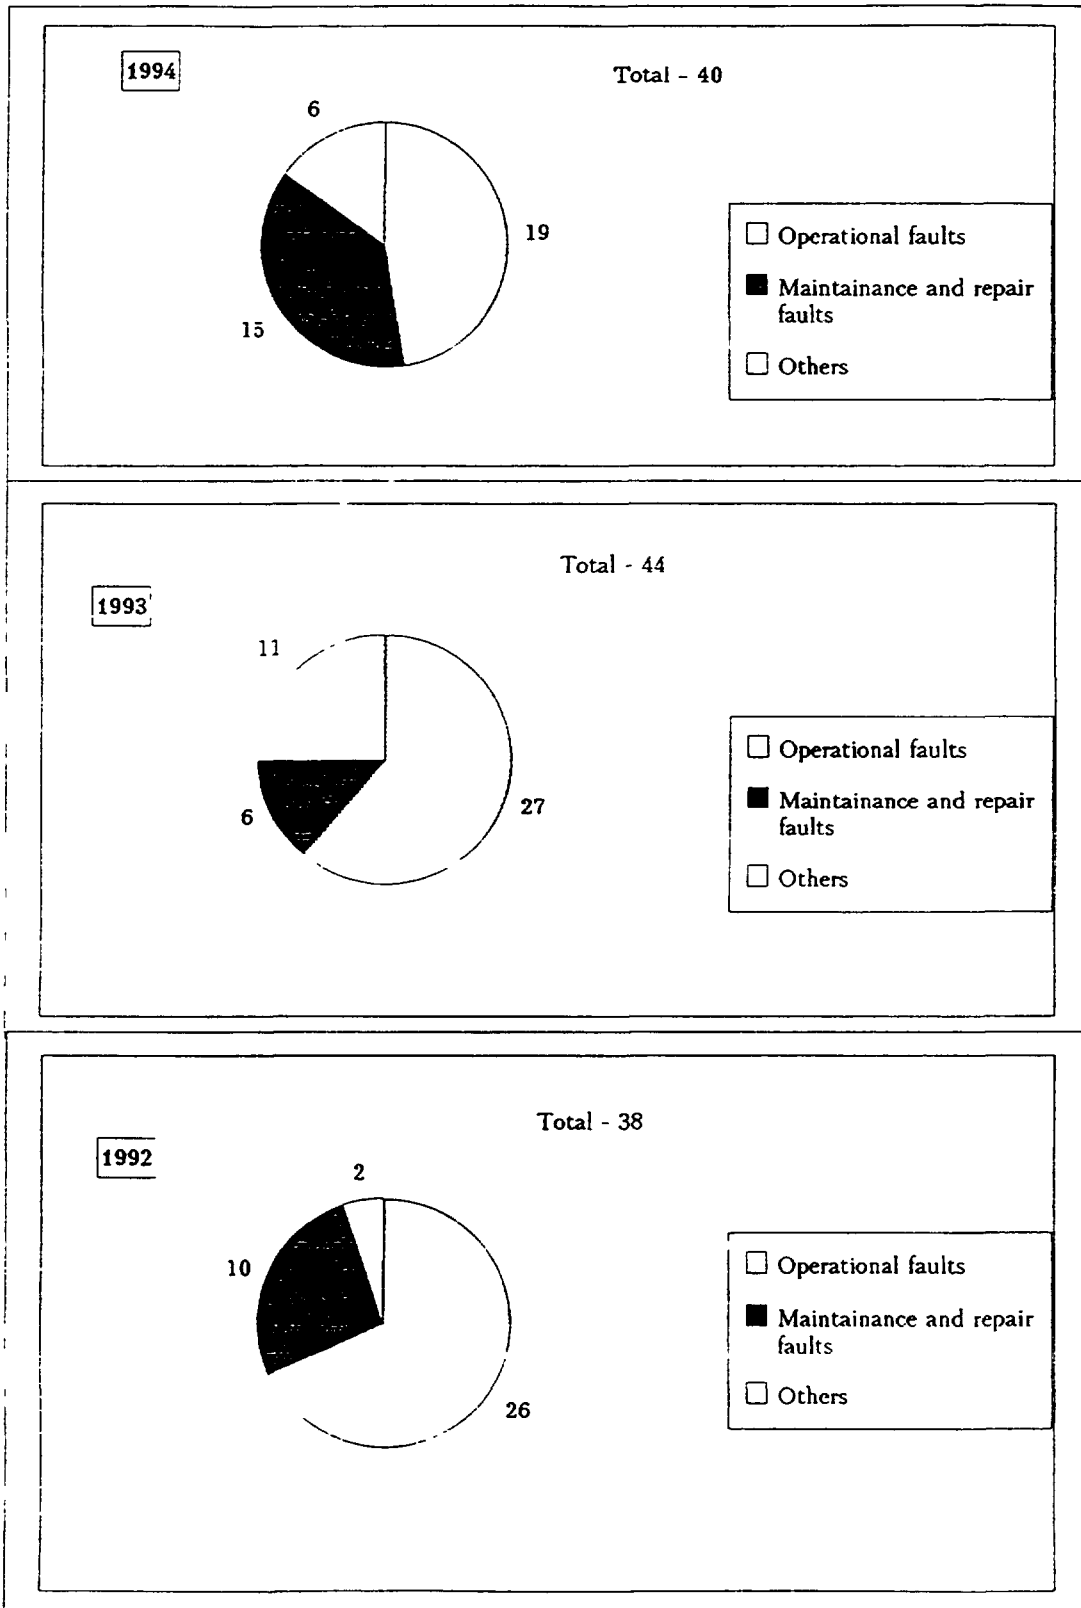 1994
Total - 40
6
19
15
Operational faults
Maintainance and repair
faults
Others
Total - 44
1993
11
27
6
Operational faults
Maintainance and repair
faults
Others
Total - 38
1992
2
10
26
Operational faults
Maintainance and repair
faults
Others